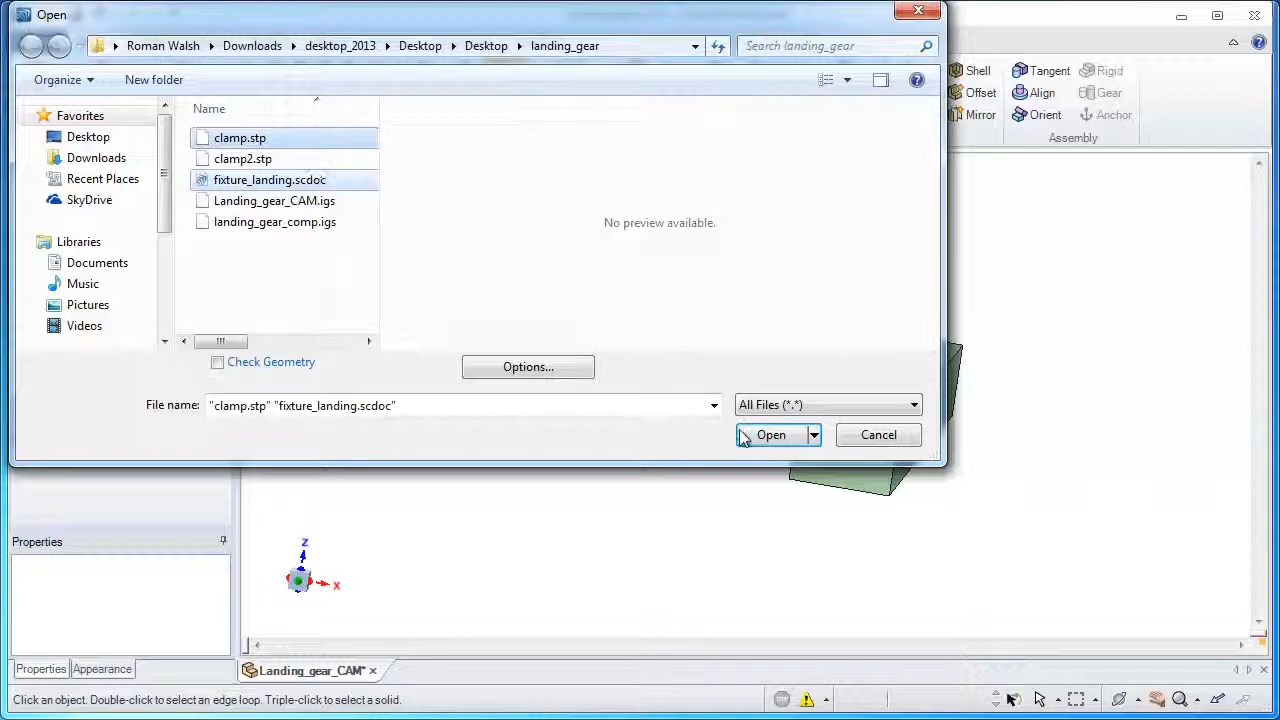 Open
Roman Walsh
Downloads
desktop_2013
Desktop
Desktop
landing_gear
Search landing_gear
Organize
New folder
Shell
Tangent
Rigid
Offset
Align
Gear
Mirror
Orient
Anchor
Assembly
Favorites
Desktop
Downloads
Recent Places
SkyDrive
Libraries
Documents
Music
Pictures
Videos
Name
clamp.stp
clamp2.stp
fixture_landing.scdoc
Landing_gear_CAM.igs
landing_gear_comp.igs
No preview available.
Check Geometry
Options...
File name:
"clamp.stp" "fixture_landing.scdoc"
All Files (*.*)
Open
Cancel
Properties
Z
X
Properties
Appearance
Landing_gear_CAM*
Click an object. Double-click to select an edge loop. Triple-click to select a solid.